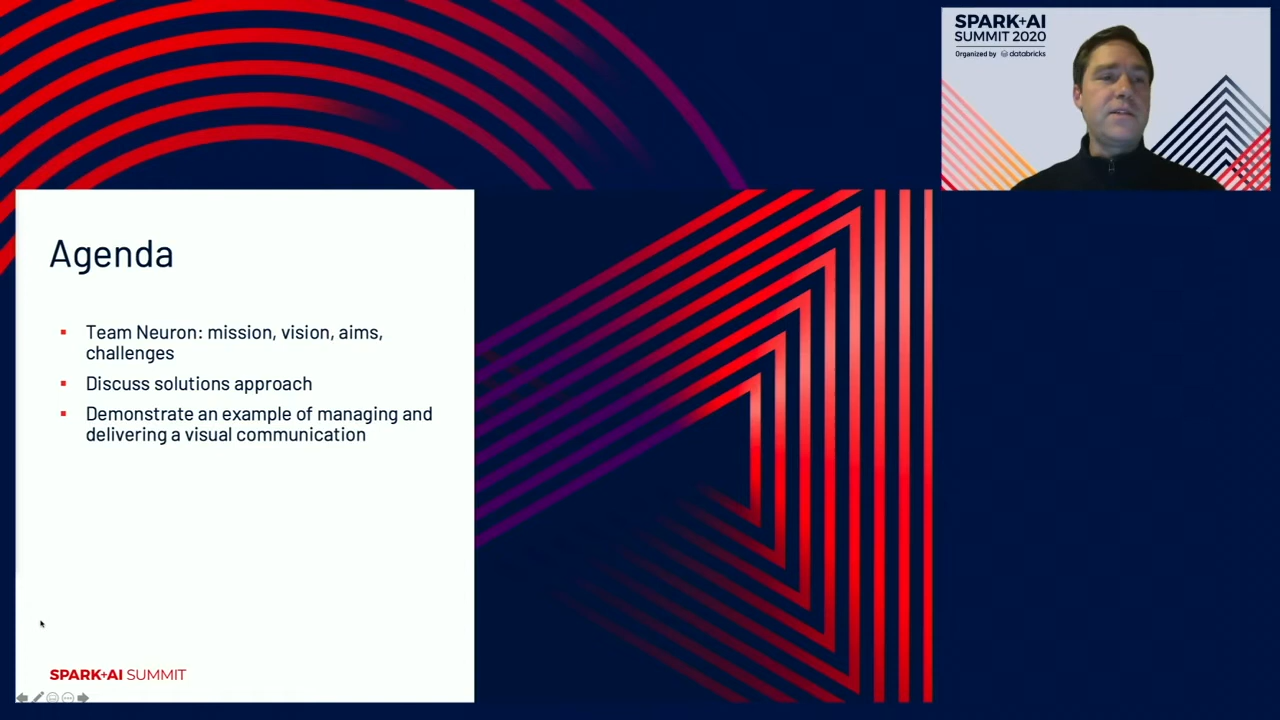 SPARK+AI
SUMMIT 2020
Organized by databricks
Agenda
▪ Team Neuron: mission, vision, aims,
challenges
▪ Discuss solutions approach
▪ Demonstrate an example of managing and
delivering a visual communication
SPARK+AI SUMMIT